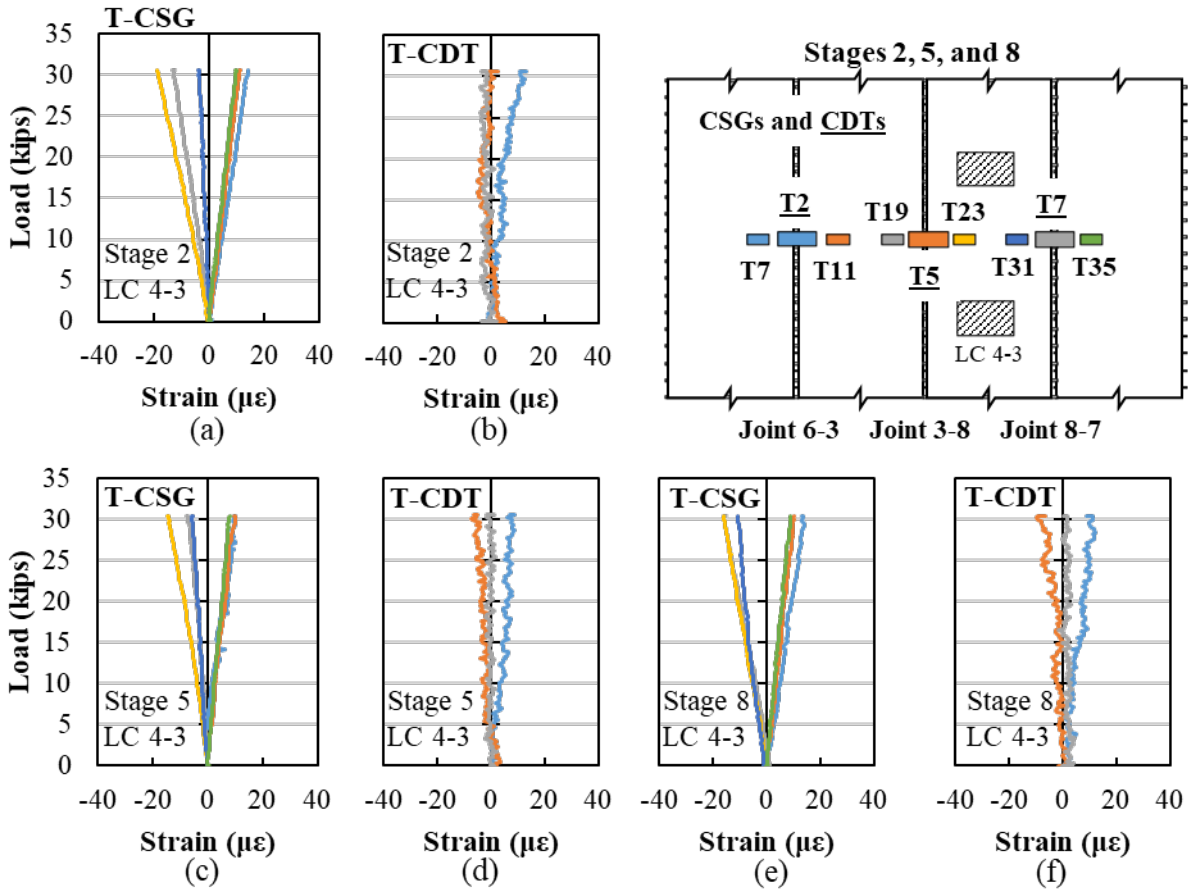 T-CSG
35
30
25
20
15
10
5
0
Load (kips)
Stage 2
LC 4-3
-40 -20 0 20 40
Strain (με)
(a)
T-CDT
Stage 2
LC 4-3
-40 -20 0 20 40
Strain (με)
(b)
Stages 2, 5, and 8
CSGs and CDTs
T2 T19 T23 T7
T7 T11 T5 T31 T35
LC 4-3
Joint 6-3 Joint 3-8 Joint 8-7
35
30
25
20
15
10
5
0
Load (kips)
T-CSG
Stage 5
LC 4-3
-40 -20 0 20 40
Strain (με)
(c)
T-CDT
Stage 5
LC 4-3
-40 -20 0 20 40
Strain (με)
(d)
T-CSG
Stage 8
LC 4-3
-40 -20 0 20 40
Strain (με)
(e)
T-CDT
Stage 8
LC 4-3
-40 -20 0 20 40
Strain (με)
(f)